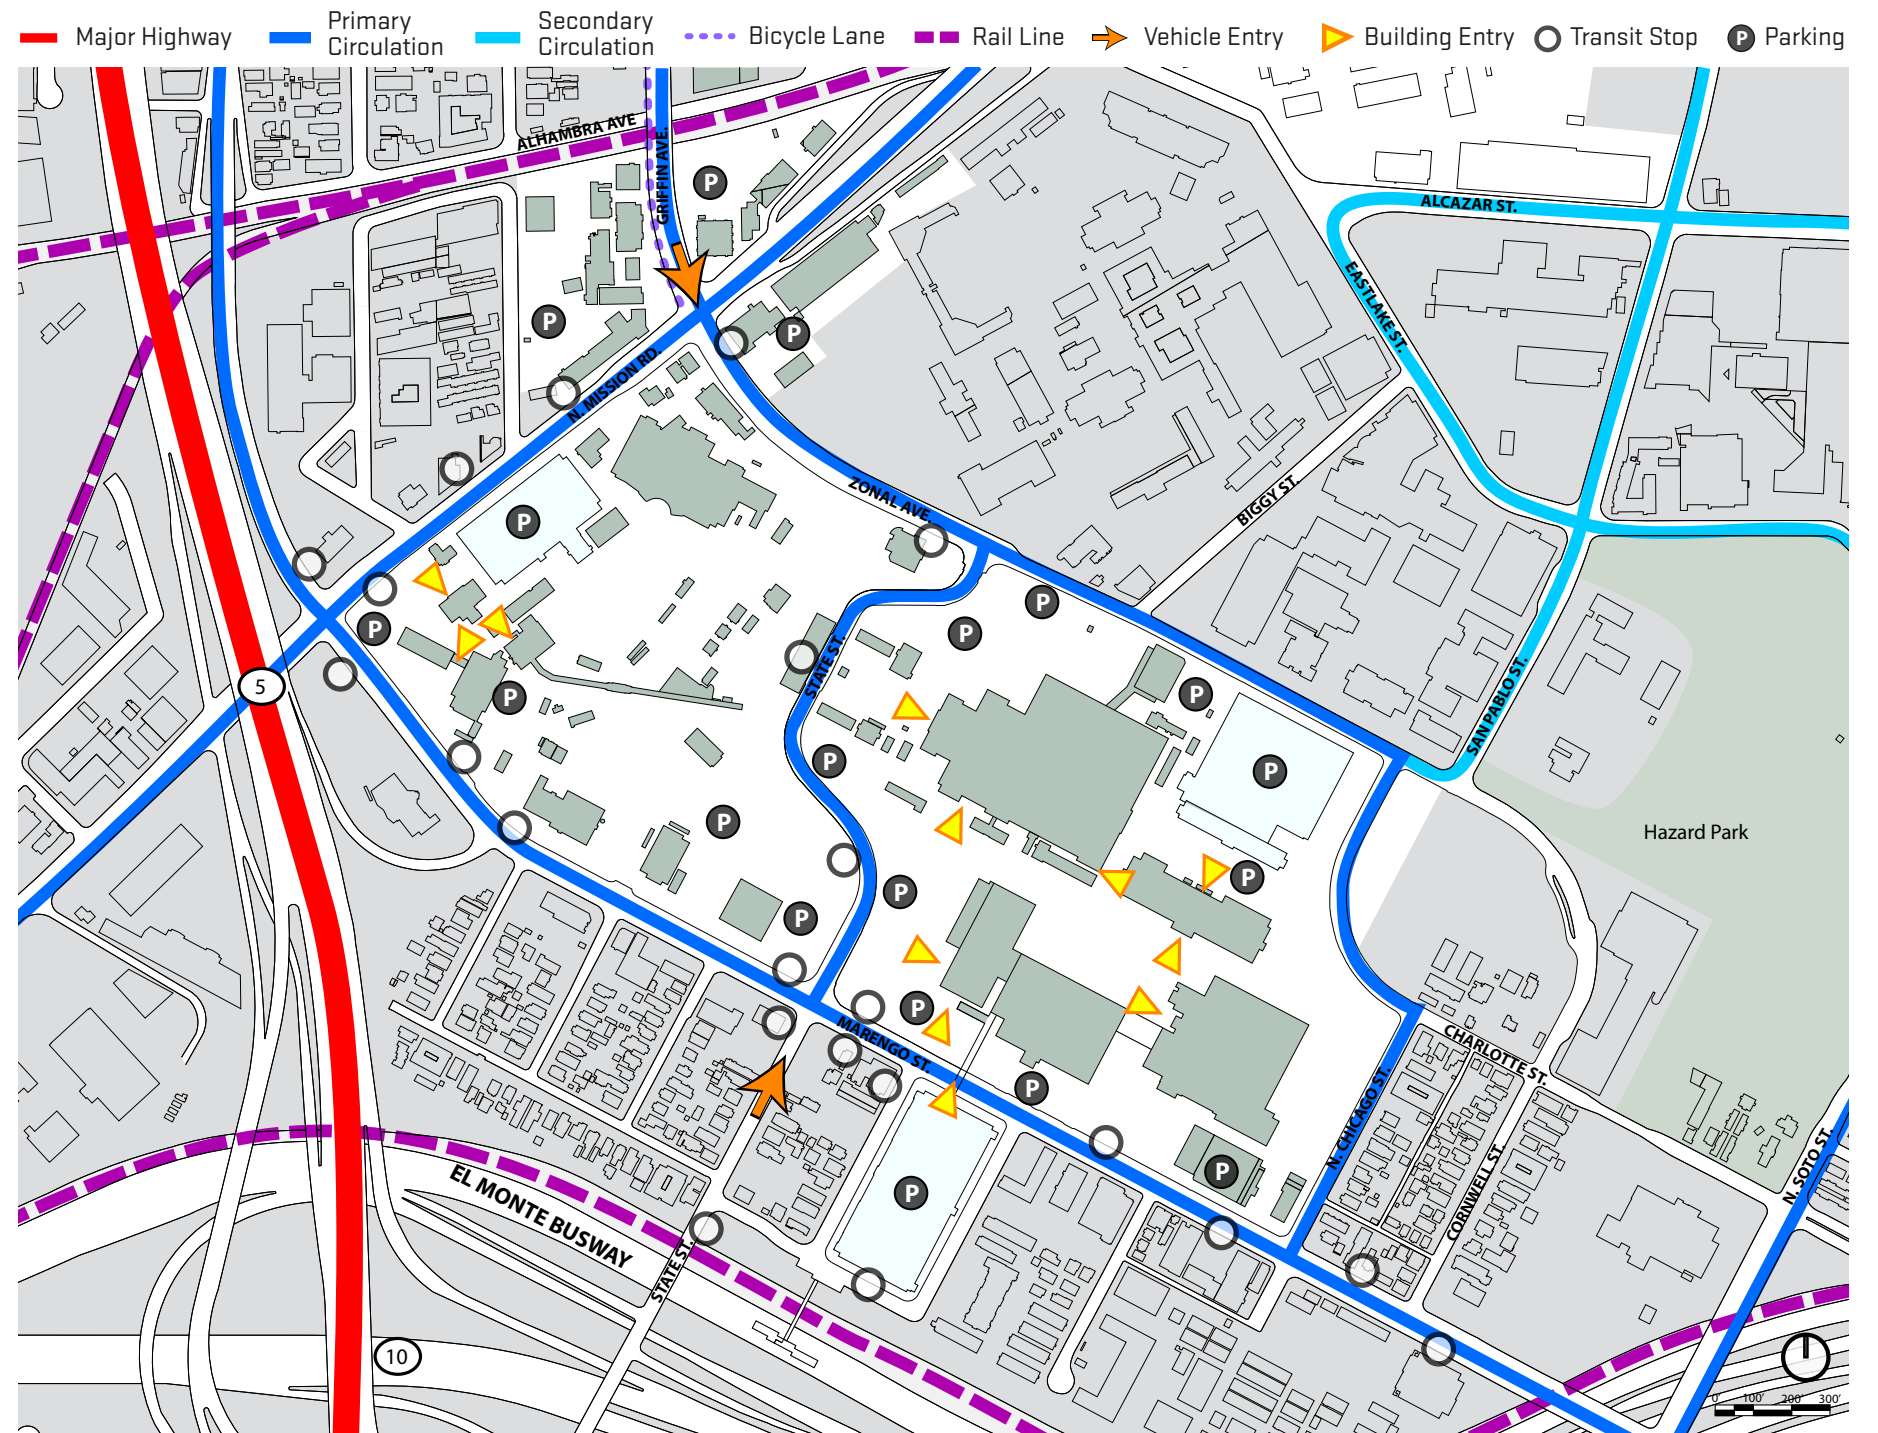 Major Highway
Primary
Circulation
Secondary
Circulation
Bicycle Lane
Rail Line
Vehicle Entry
Building Entry
Transit Stop
P Parking
ALHAMBRA AVE
GRIFFIN AVE.
P
ALCAZAR ST.
EASTLAKE ST.
P
P
N. MISSION RD.
ZONAL AVE.
BIGGY ST.
P
P
P
P
STATE ST.
SAN PABLO ST.
5
P
P
P
P
P
Hazard Park
P
P
P
P
P
MARENGO ST.
CHARLOTTE ST.
P
N. CHICAGO ST.
CORNWELL ST.
N. SOTO ST.
P
P
EL MONTE BUSWAY
STATE ST.
10
0' 100' 200' 300'